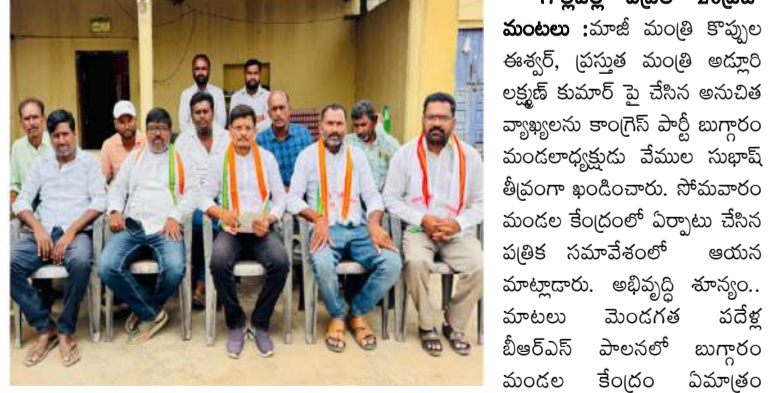 మంటలు :మాజీ మంత్రి కొప్పుల
ఈశ్వర్, ప్రస్తుత మంత్రి అడ్లూరి
లక్ష్మణ్ కుమార్ పై చేసిన అనుచిత
వ్యాఖ్యలను కాంగ్రెస్ పార్టీ బుగ్గారం
మండలాధ్యక్షుడు వేముల సుభాష్
తీవ్రంగా ఖండించారు. సోమవారం
మండల కేంద్రంలో ఏర్పాటు చేసిన
పత్రిక సమావేశంలో ఆయన
మాట్లాడారు. అభివృద్ధి శూన్యం..
మాటలు మెండగత పదేళ్ల
బీఆర్ఎస్ పాలనలో బుగ్గారం
మండల కేంద్రం ఏమాత్రం